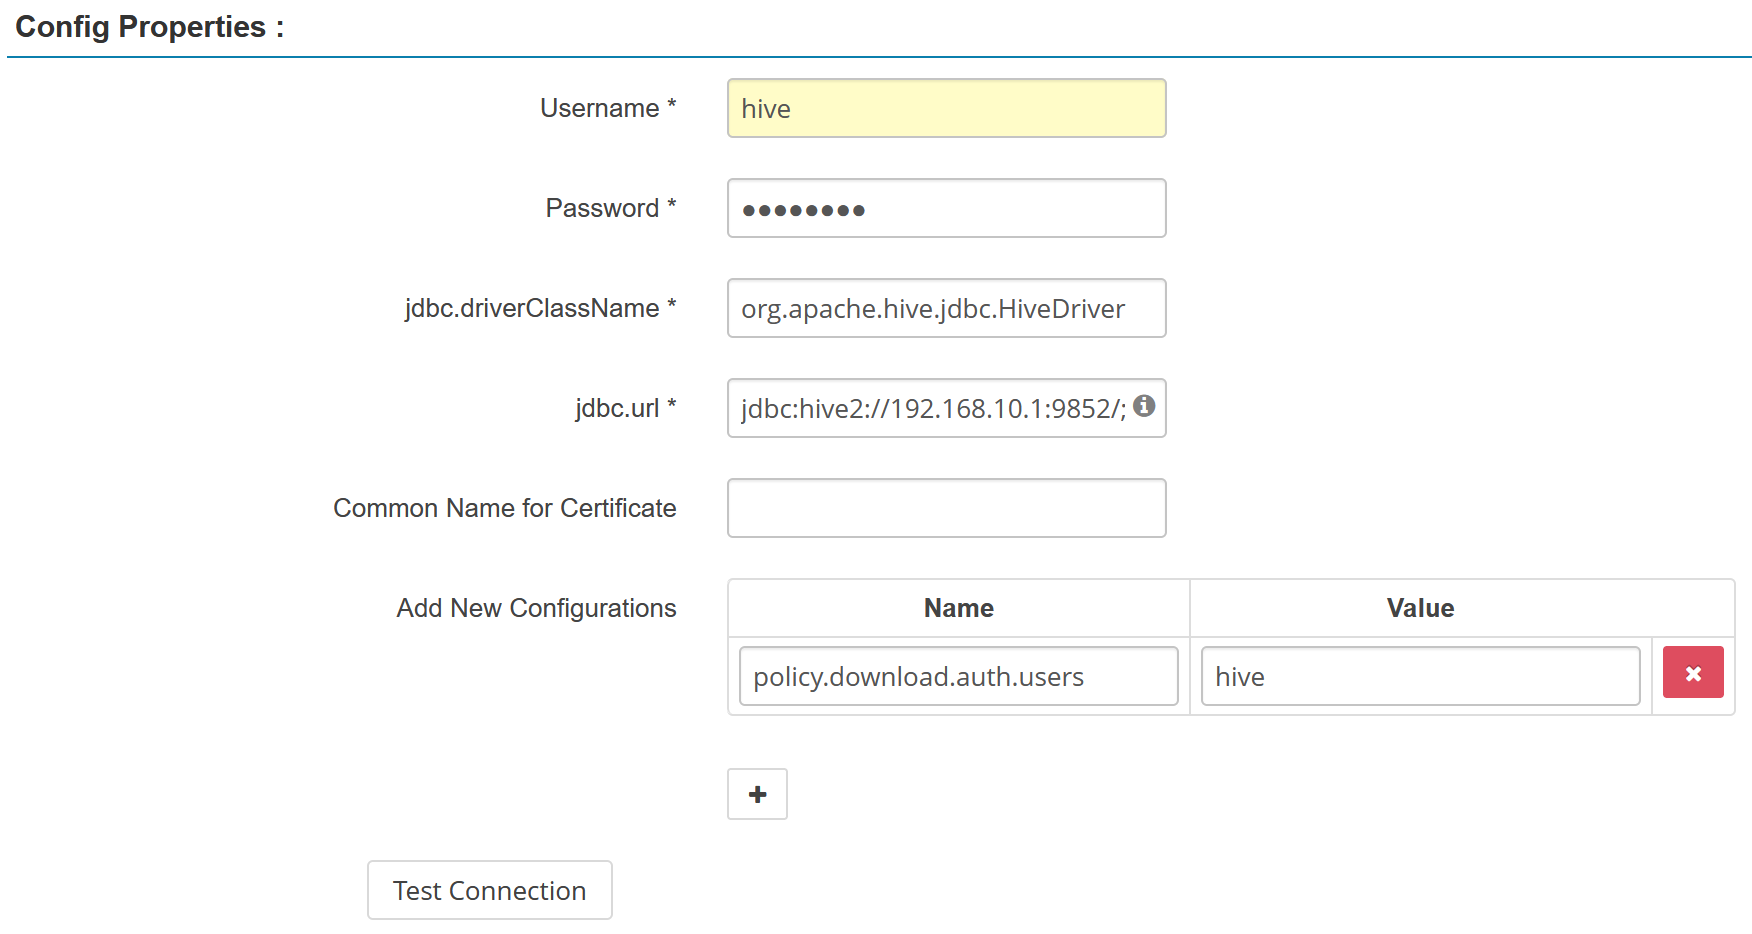 Config Properties :
Username * hive
Password * ●●●●●●●●
jdbc.driverClassName * org.apache.hive.jdbc.HiveDriver
jdbc.url * jdbc:hive2://192.168.10.1:9852/;
Common Name for Certificate
Add New Configurations Name Value
policy.download.auth.users hive
Test Connection